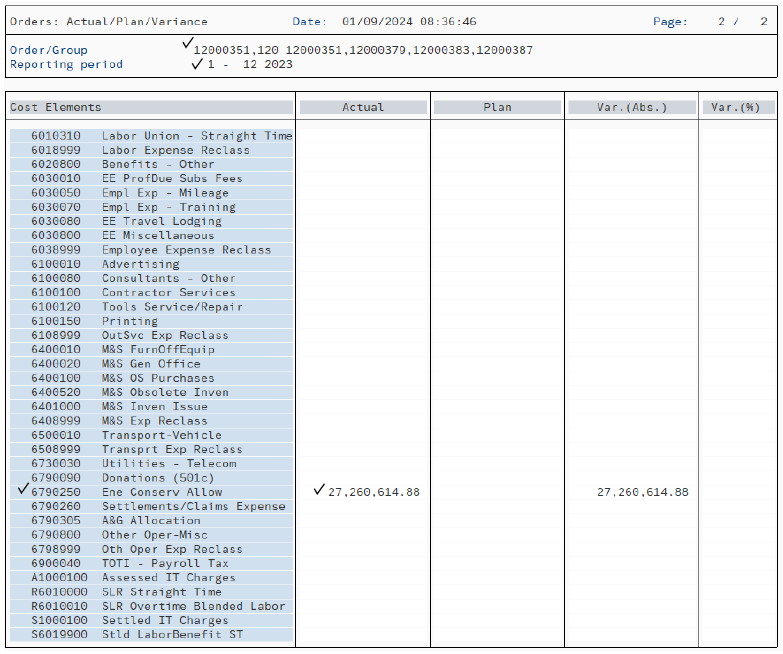 Orders: Actual/Plan/Variance Date: 01/09/2024 08:36:46 Page: 2 / 2
Order/Group 12000351,120 12000351,12000379,12000383,12000387
Reporting period 1 - 12 2023
Cost Elements Actual Plan Var.(Abs.) Var.(%)
6010310 Labor Union - Straight Time
6018999 Labor Expense Reclass
6020800 Benefits - Other
6030010 EE ProfDue Subs Fees
6030050 Empl Exp - Mileage
6030070 Empl Exp - Training
6030080 EE Travel Lodging
6030800 EE Miscellaneous
6038999 Employee Expense Reclass
6100010 Advertising
6100080 Consultants - Other
6100100 Contractor Services
6100120 Tools Service/Repair
6100150 Printing
6108999 OutSvc Exp Reclass
6400010 M&S FurnOffEquip
6400020 M&S Gen Office
6400100 M&S OS Purchases
6400520 M&S Obsolete Inven
6401000 M&S Inven Issue
6408999 M&S Exp Reclass
6500010 Transport-Vehicle
6508999 Transprt Exp Reclass
6730030 Utilities - Telecom
6790090 Donations (501c)
6790250 Ene Conserv Allow 27,260,614.88 27,260,614.88
6790260 Settlements/Claims Expense
6790305 A&G Allocation
6790800 Other Oper-Misc
6798999 Oth Oper Exp Reclass
6900040 TOTI - Payroll Tax
A1000100 Assessed IT Charges
R6010000 SLR Straight Time
R6010010 SLR Overtime Blended Labor
S1000100 Settled IT Charges
S6019900 Stld LaborBenefit ST